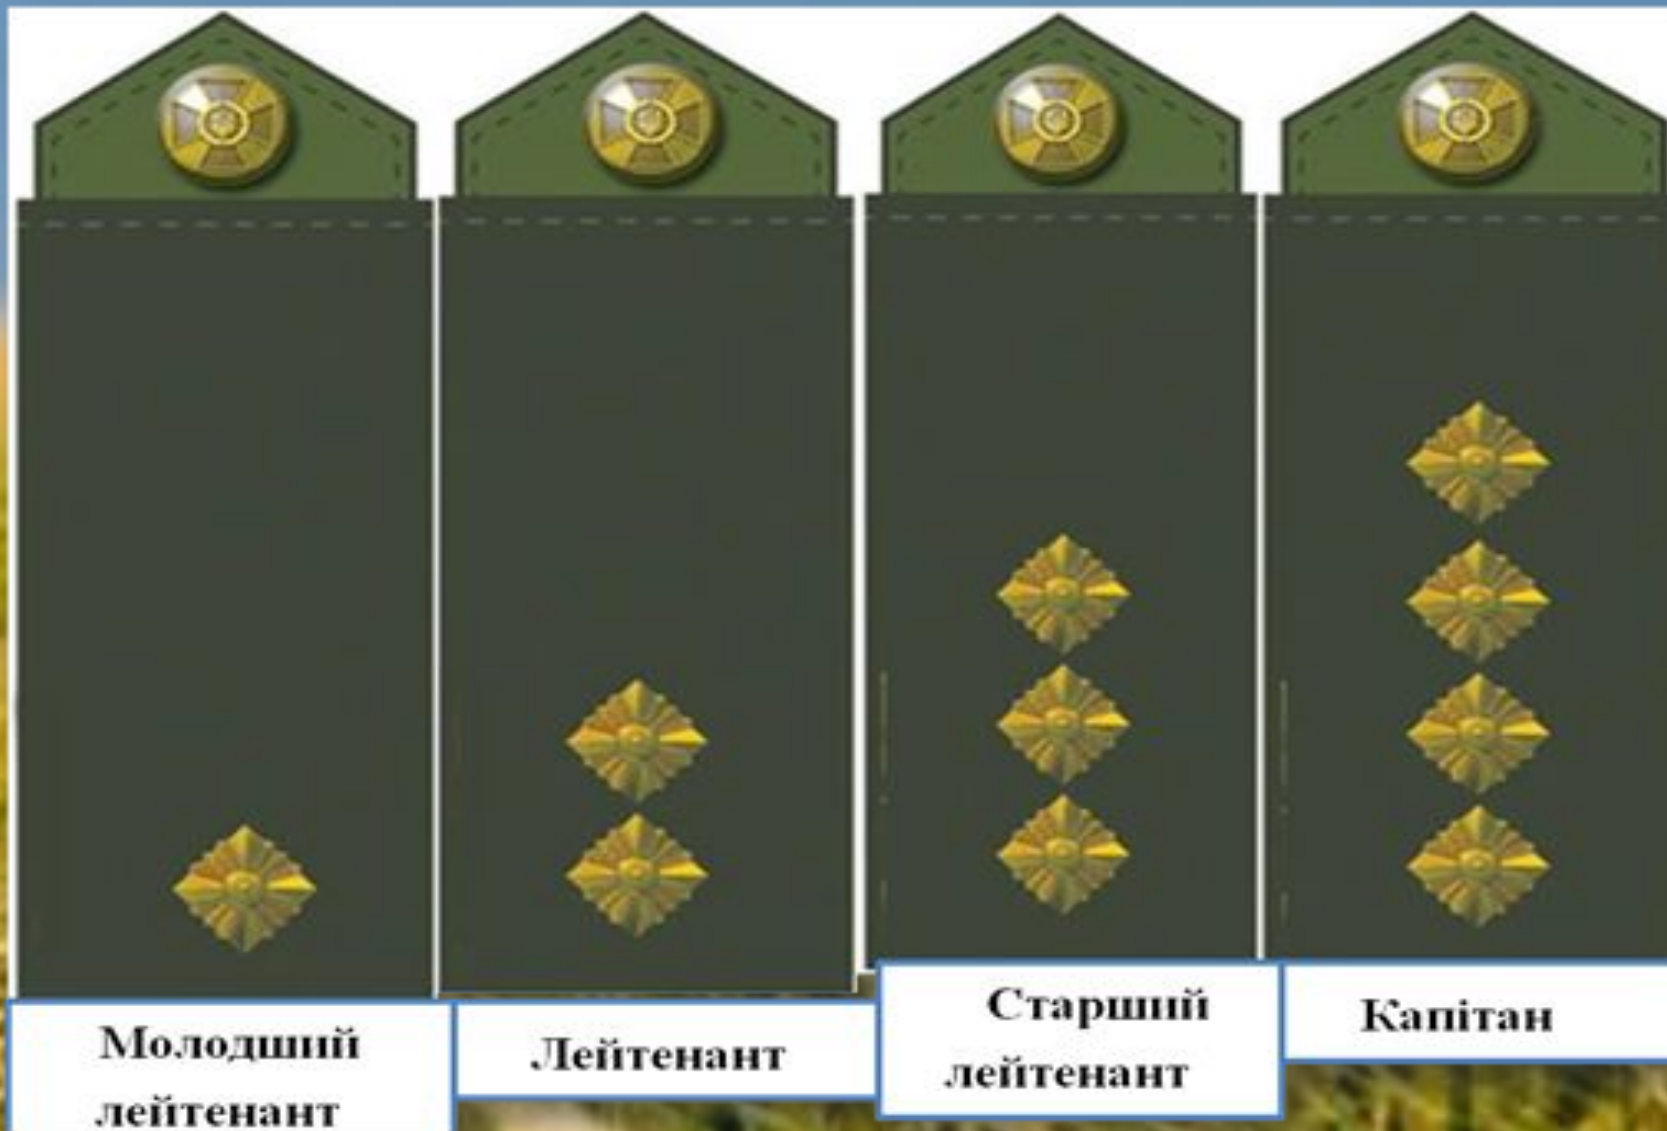 Молодший
лейтенант
Лейтенант
Старший
лейтенант
Капітан